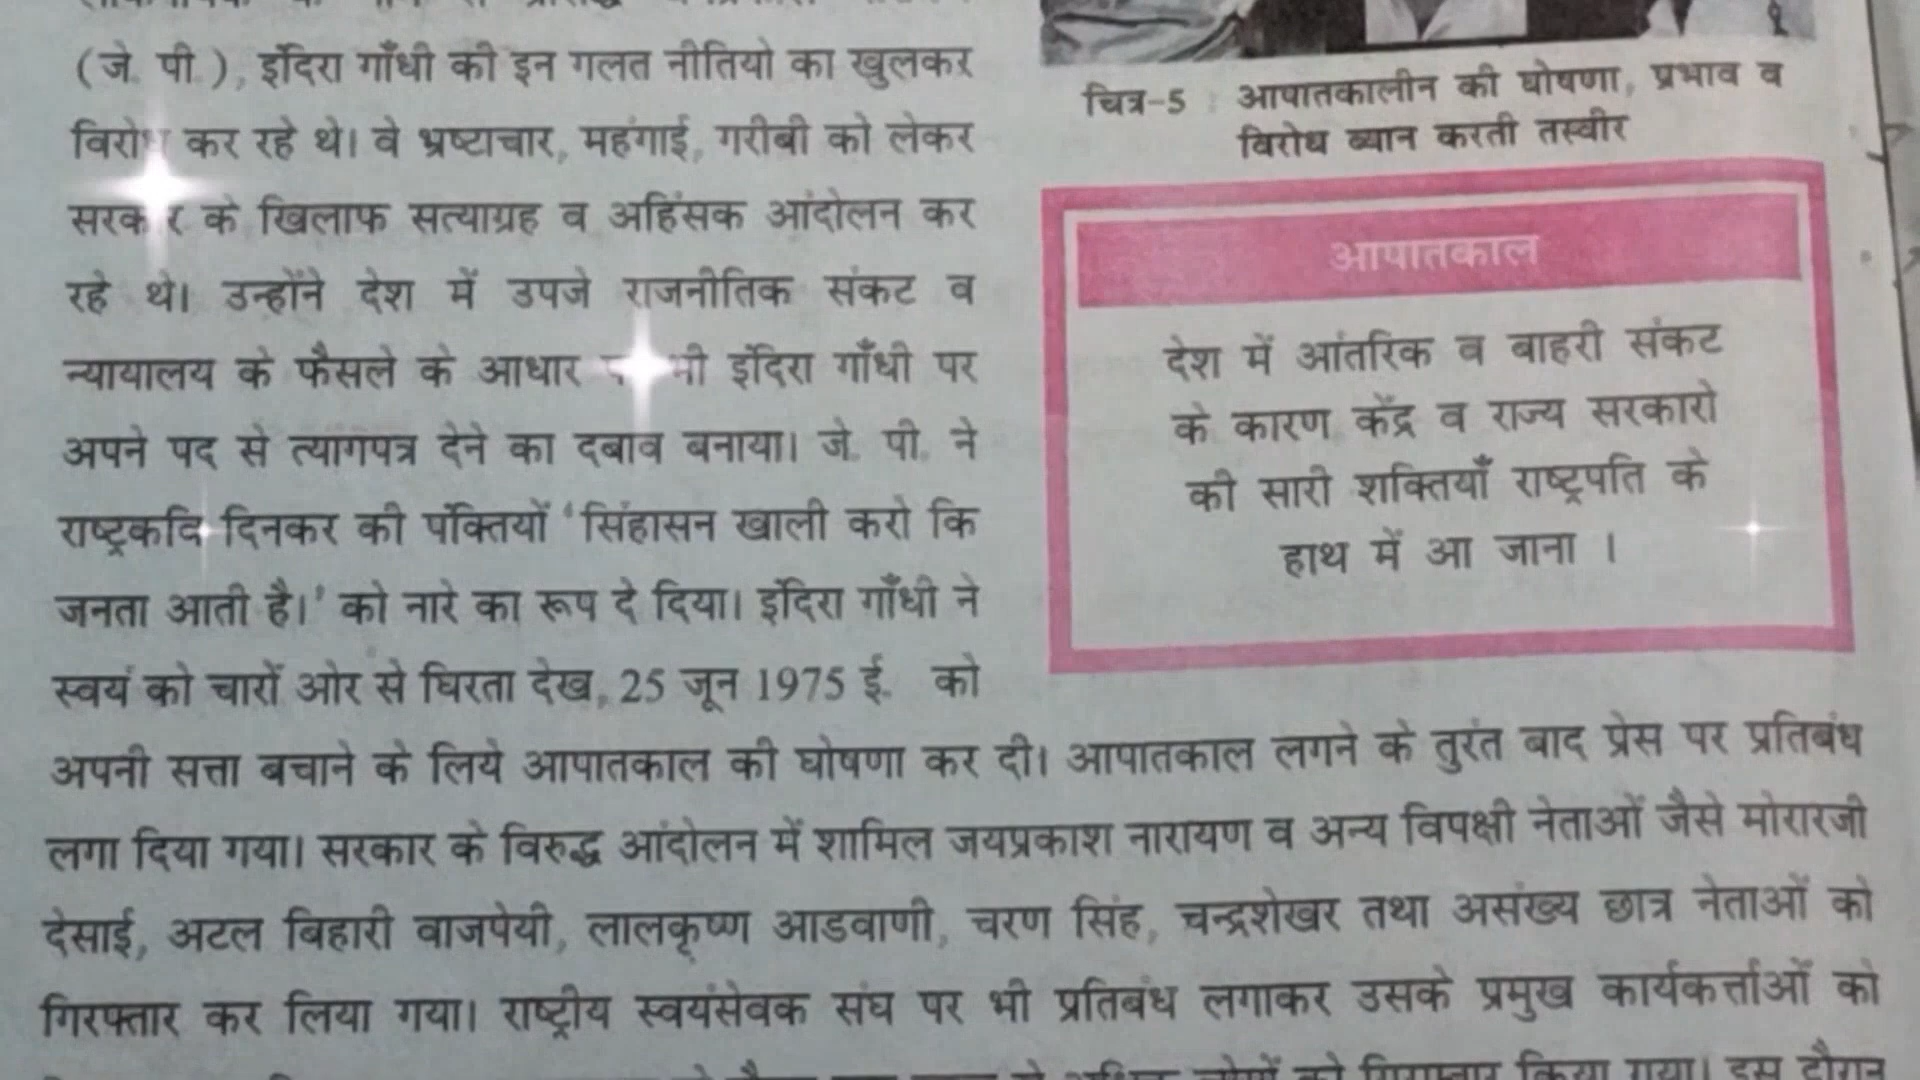 (जे. पी.), इंदिरा गाँधी की इन गलत नीतियो का खुलकर
कर रहे थे। वे भ्रष्टाचार, महंगाई, गरीबी को लेकर
के खिलाफ सत्याग्रह व अहिंसक आंदोलन कर
रहे थे। उन्होंने देश में उपजे राजनीतिक संकट व
न्यायालय के फैसले के आधार इंदिरा गाँधी पर
अपने पद से त्यागपत्र देने का दबाव बनाया। जे. पी. ने
दिनकर की पंक्तियों 'सिंहासन खाली करो कि
जनता आती है।' को नारे का रूप दे दिया। इंदिरा गाँधी ने
स्वयं को चारों ओर से घिरता देख, 25 जून 1975 ई. को
अपनी सत्ता बचाने के लिये आपातकाल की घोषणा कर दी। आपातकाल लगने के तुरंत बाद प्रेस पर प्रतिबंध
लगा दिया गया। सरकार के विरुद्ध आंदोलन में शामिल जयप्रकाश नारायण व अन्य विपक्षी नेताओं जैसे मोरारजी
देसाई, अटल बिहारी वाजपेयी, लालकृष्ण आडवाणी, चरण सिंह, चन्द्रशेखर तथा असंख्य छात्र नेताओं को
गिरफ्तार कर लिया गया। राष्ट्रीय स्वयंसेवक संघ पर भी प्रतिबंध लगाकर उसके प्रमुख कार्यकर्त्ताओं को
चित्र-5 : आपातकालीन की घोषणा, प्रभाव व
विरोध ब्यान करती तस्वीर
आपातकाल
देश में आंतरिक व बाहरी संकट
के कारण केंद्र व राज्य सरकारो
की सारी शक्तियाँ राष्ट्रपति के
हाथ में आ जाना ।